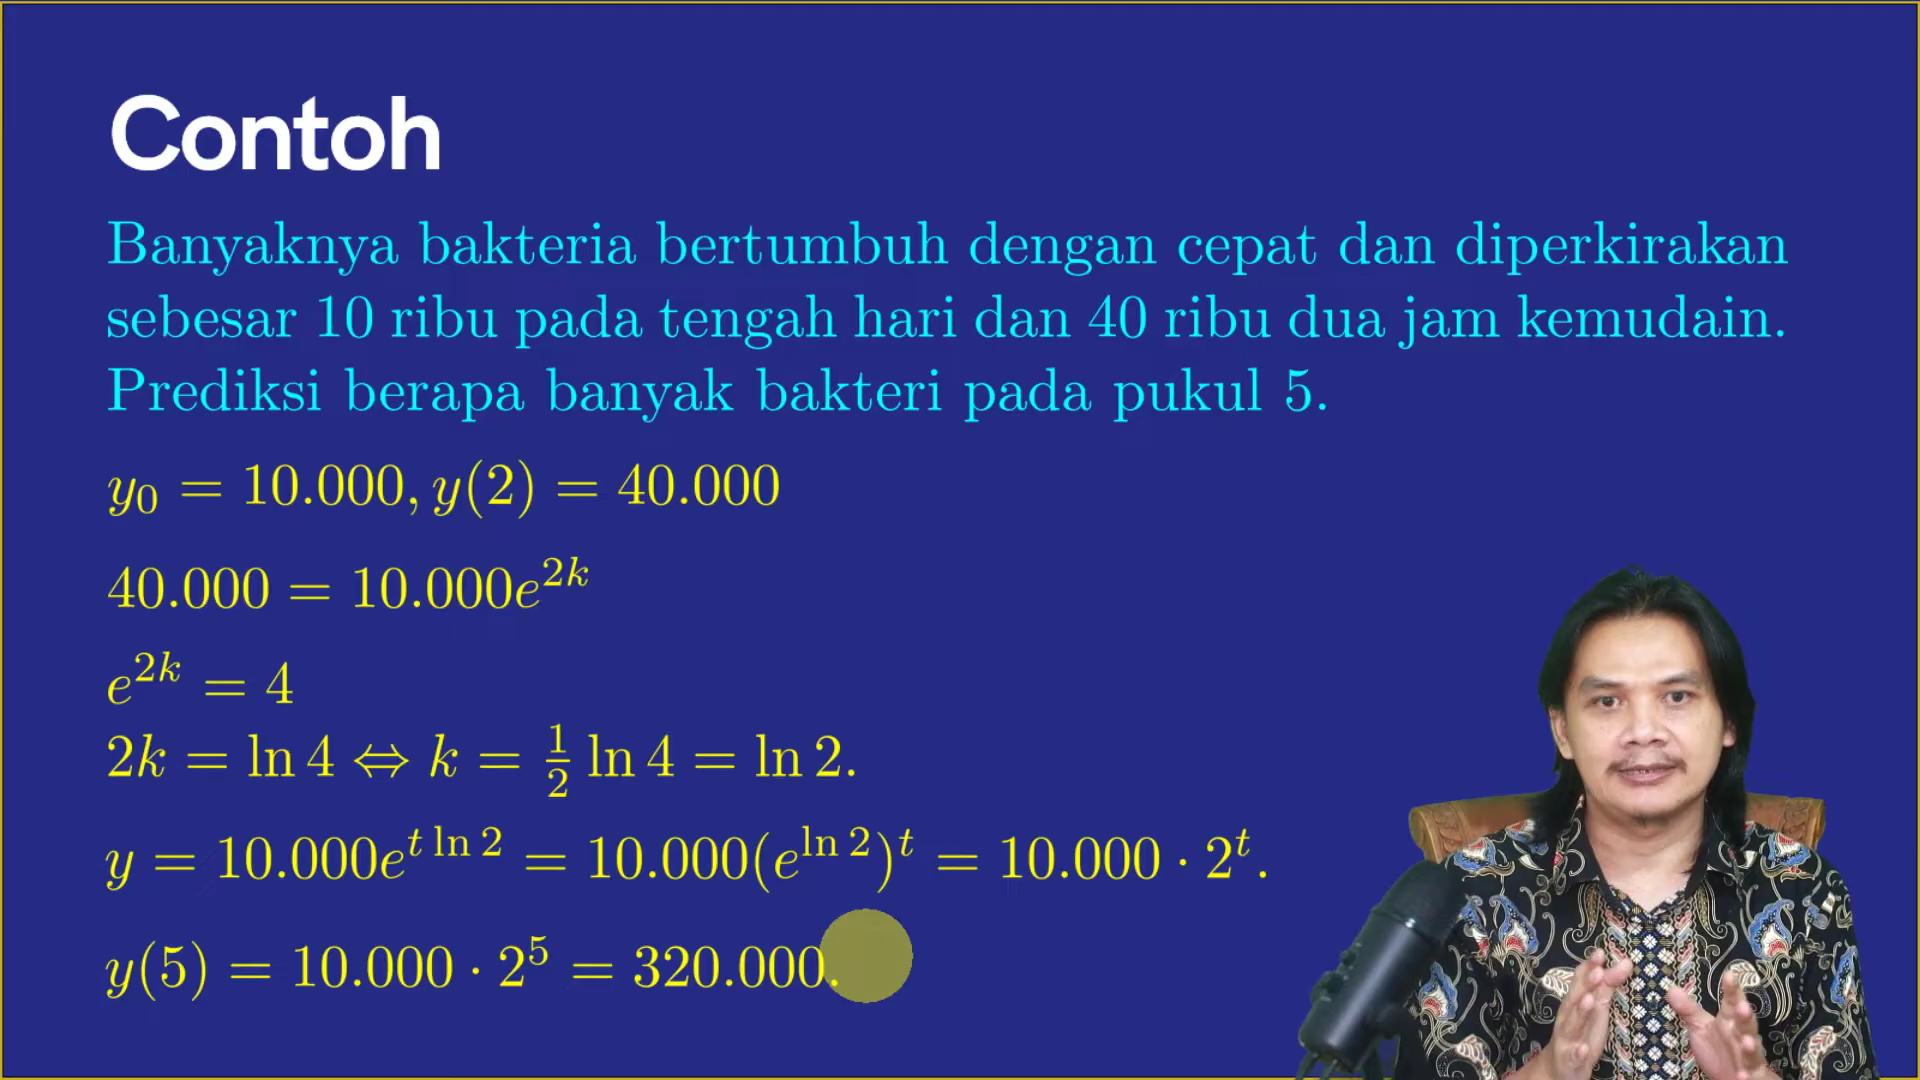 Contoh
Banyaknya bakteria bertumbuh dengan cepat dan diperkirakan
sebesar 10 ribu pada tengah hari dan 40 ribu dua jam kemudain.
Prediksi berapa banyak bakteri pada pukul 5.
y₀ = 10.000, y(2) = 40.000
40.000 = 10.000e^{2k}
e^{2k} = 4
2k = ln 4 ⇔ k = \frac{1}{2} ln 4 = ln 2.
y = 10.000e^{t ln 2} = 10.000(e^{ln 2})^t = 10.000 · 2^t.
y(5) = 10.000 · 2^5 = 320.000.